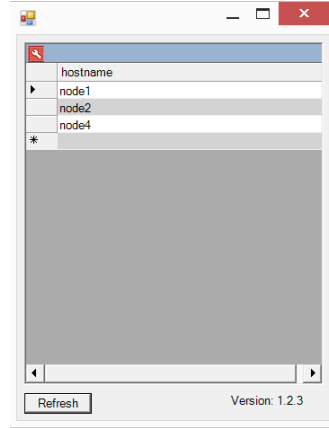 hostname
node1
node2
node4
Refresh
Version: 1.2.3